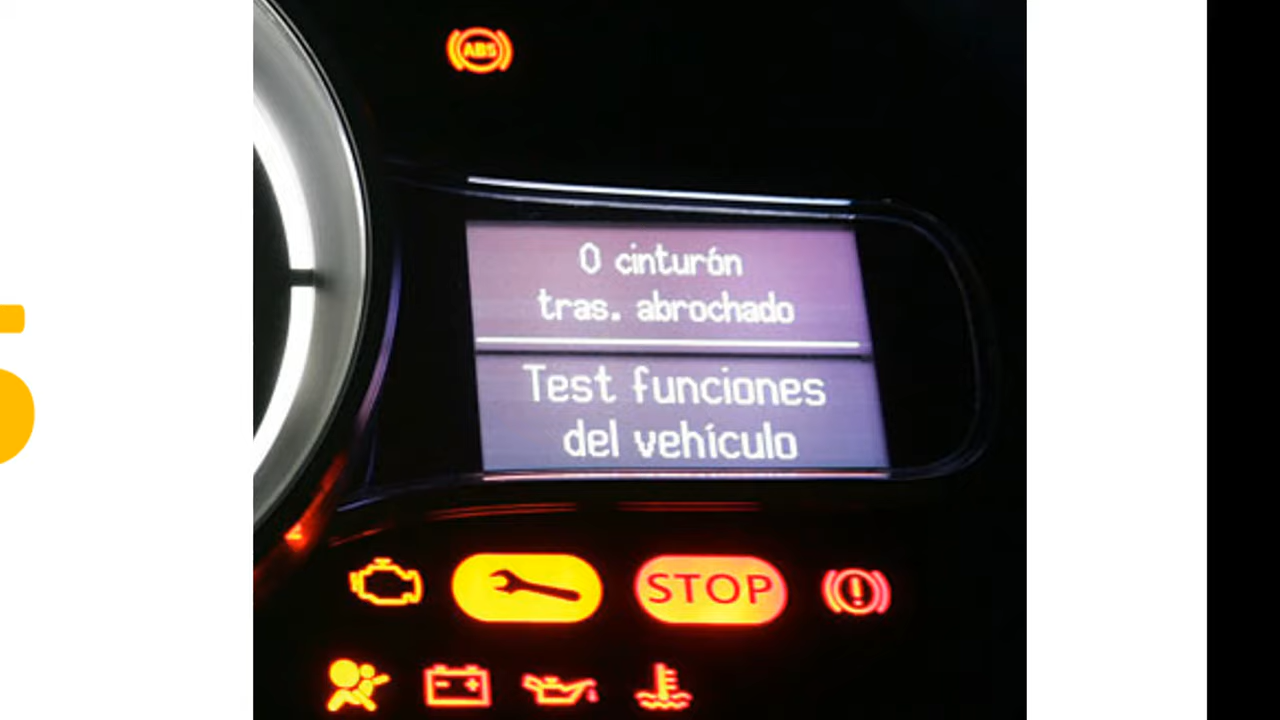 ABS
0 cinturón
tras. abrochado
Test funciones
del vehículo
STOP